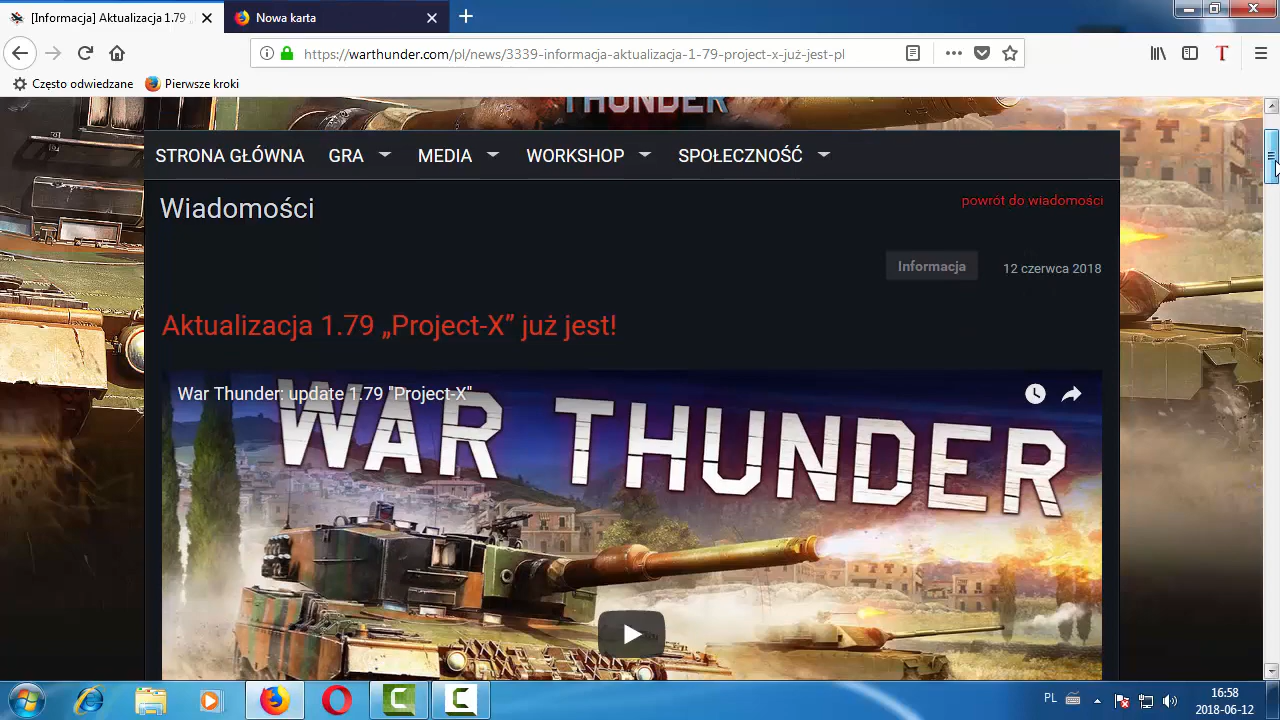 [Informacja] Aktualizacja 1.79 „
Nowa karta
https://warthunder.com/pl/news/3339-informacja-aktualizacja-1-79-project-x-już-jest-pl
Często odwiedzane
Pierwsze kroki
THUNDER
STRONA GŁÓWNA
GRA
MEDIA
WORKSHOP
SPOŁECZNOŚĆ
Wiadomości
powrót do wiadomości
Informacja
12 czerwca 2018
Aktualizacja 1.79 „Project-X” już jest!
War Thunder: update 1.79 "Project-X"
WAR THUNDER
PL
16:58
2018-06-12